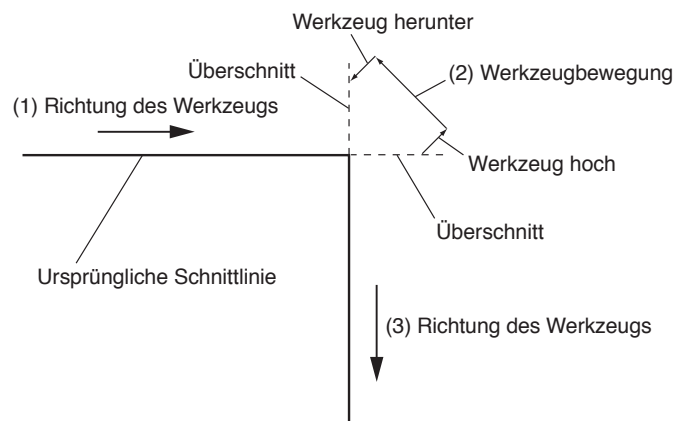 Werkzeug herunter
Überschnitt
(2) Werkzeugbewegung
(1) Richtung des Werkzeugs
Werkzeug hoch
Überschnitt
Ursprüngliche Schnittlinie
(3) Richtung des Werkzeugs